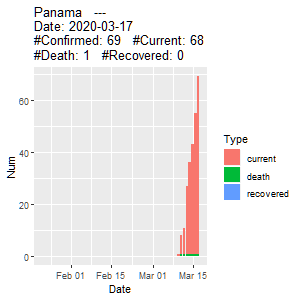 Panama   ---
Date: 2020-03-17
#Confirmed: 69   #Current: 68
#Death: 1   #Recovered: 0
Num
60
40
20
0
Feb 01
Feb 15
Mar 01
Mar 15
Date
Type
current
death
recovered